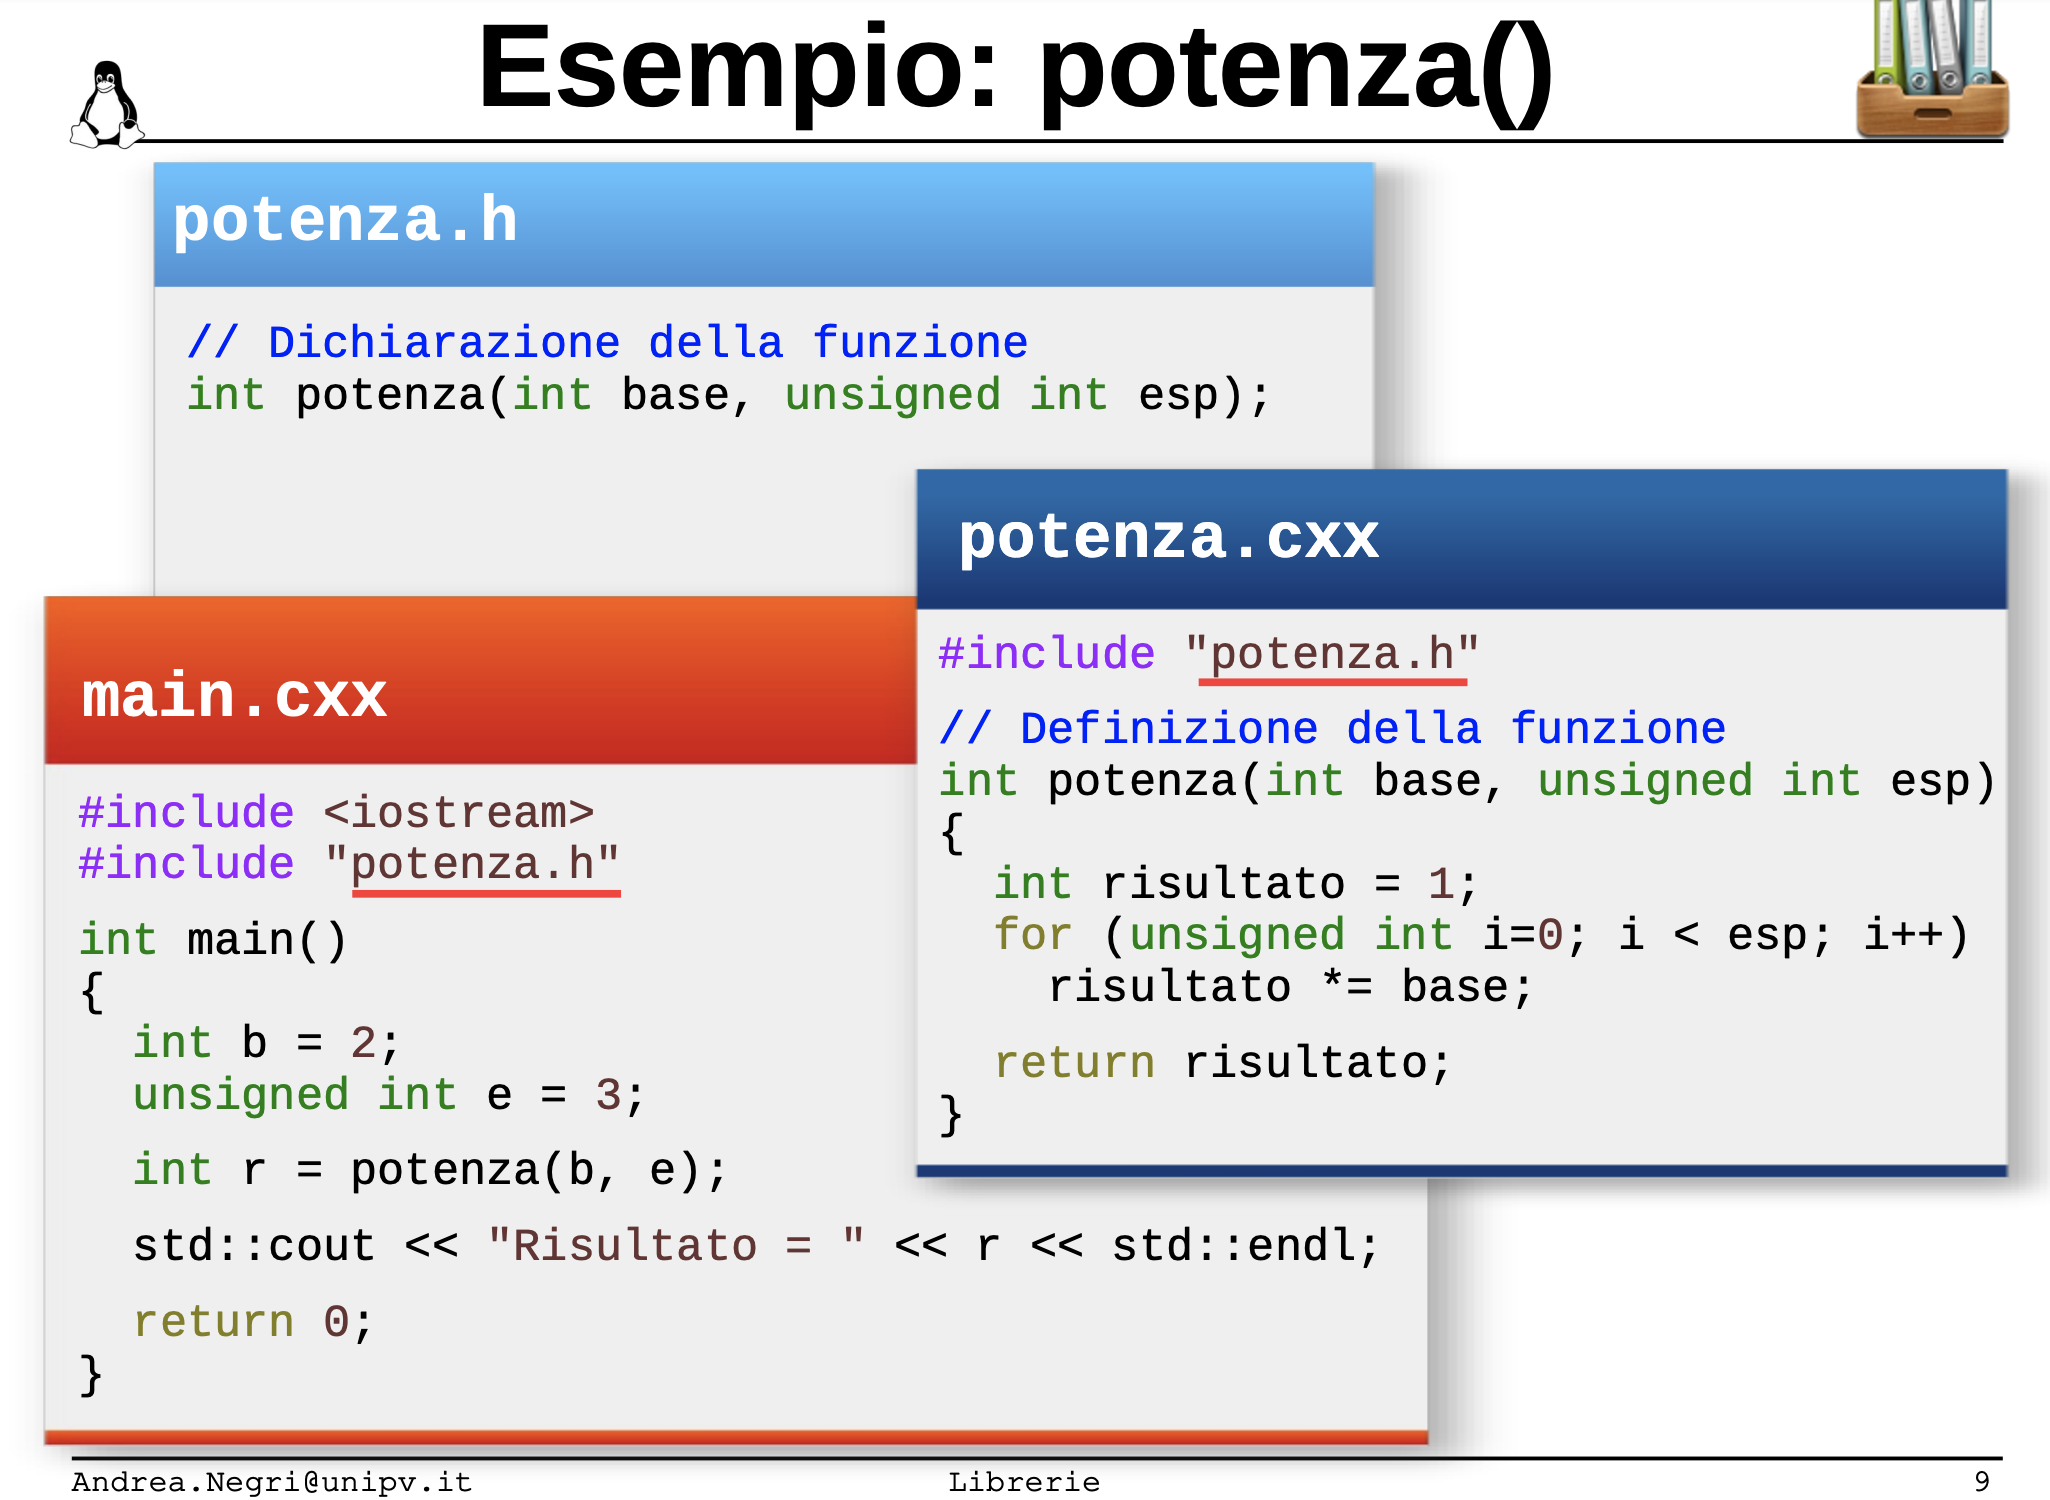 Esempio: potenza()
potenza.h
// Dichiarazione della funzione
int potenza(int base, unsigned int esp);
potenza.cxx
#include "potenza.h"
// Definizione della funzione
int potenza(int base, unsigned int esp)
{
  int risultato = 1;
  for (unsigned int i=0; i < esp; i++)
    risultato *= base;
  return risultato;
}
main.cxx
#include <iostream>
#include "potenza.h"
int main()
{
  int b = 2;
  unsigned int e = 3;
  int r = potenza(b, e);
  std::cout << "Risultato = " << r << std::endl;
  return 0;
}
Andrea.Negri@unipv.it
Librerie
9